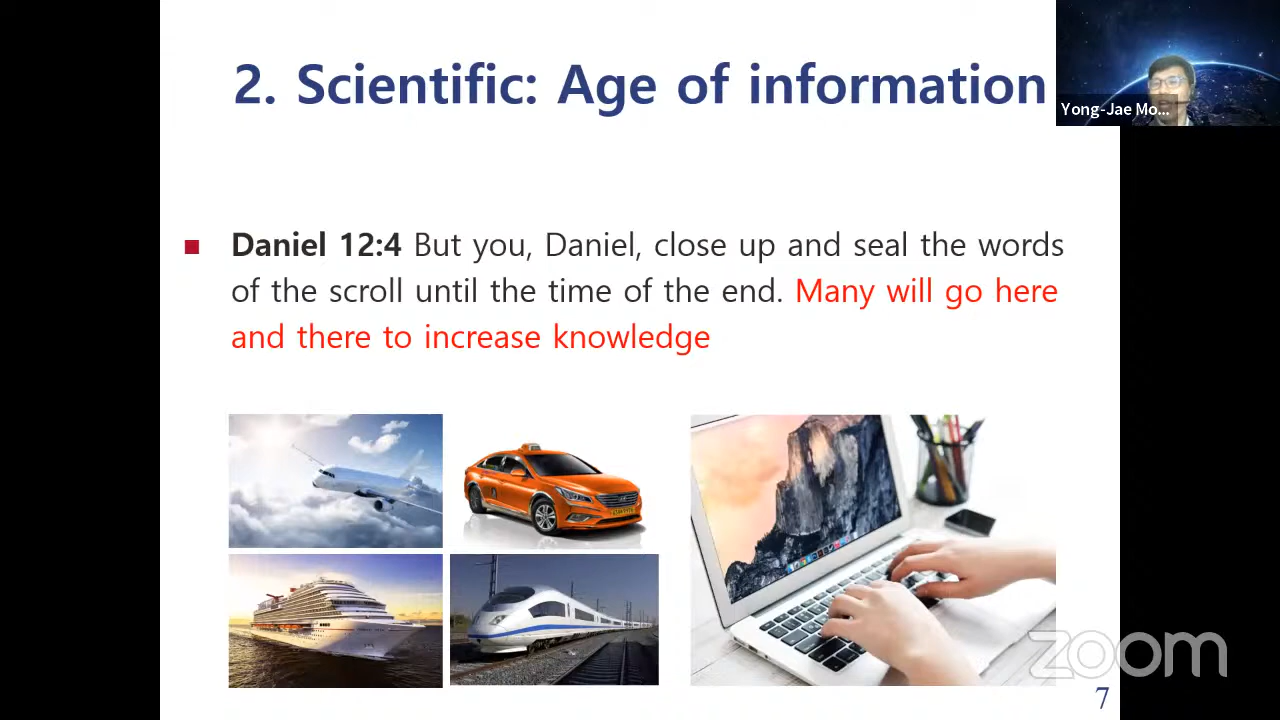 2. Scientific: Age of information
Yong-Jae Mo...
■ Daniel 12:4 But you, Daniel, close up and seal the words
of the scroll until the time of the end. Many will go here
and there to increase knowledge
zoom
7